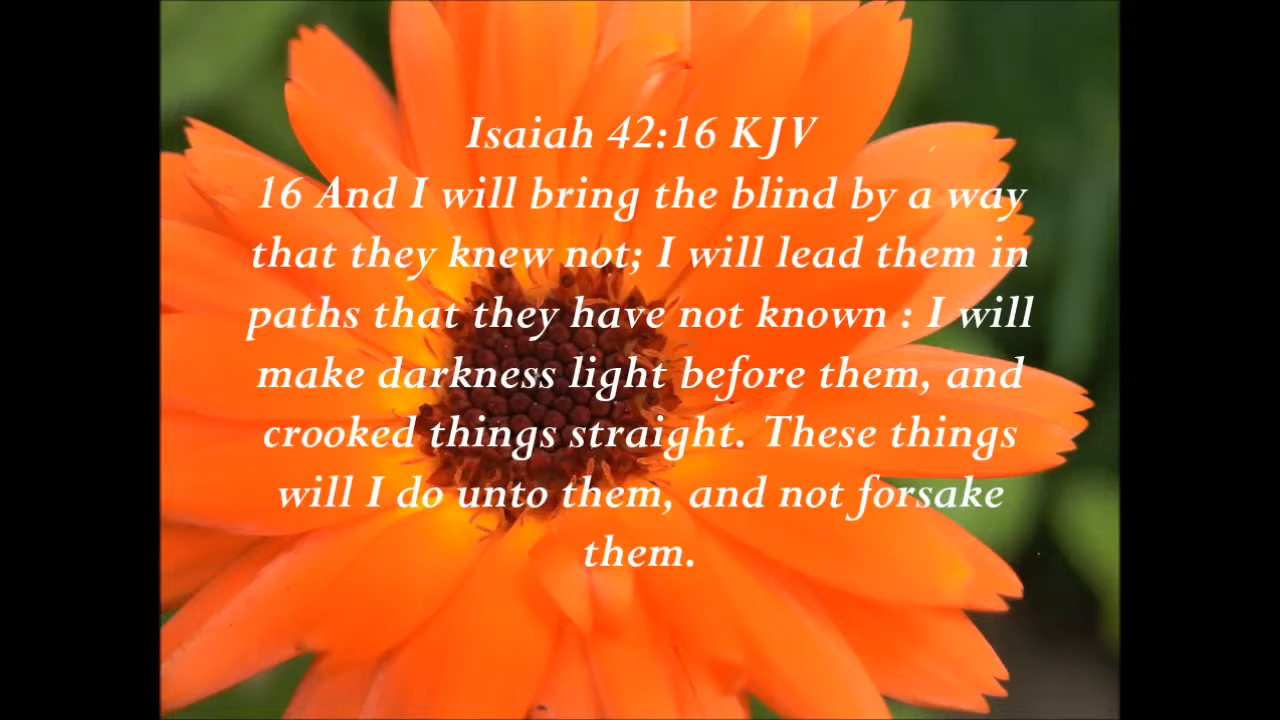 Isaiah 42:16 KJV
16 And I will bring the blind by a way
that they knew not; I will lead them in
paths that they have not known : I will
make darkness light before them, and
crooked things straight. These things
will I do unto them, and not forsake
them.